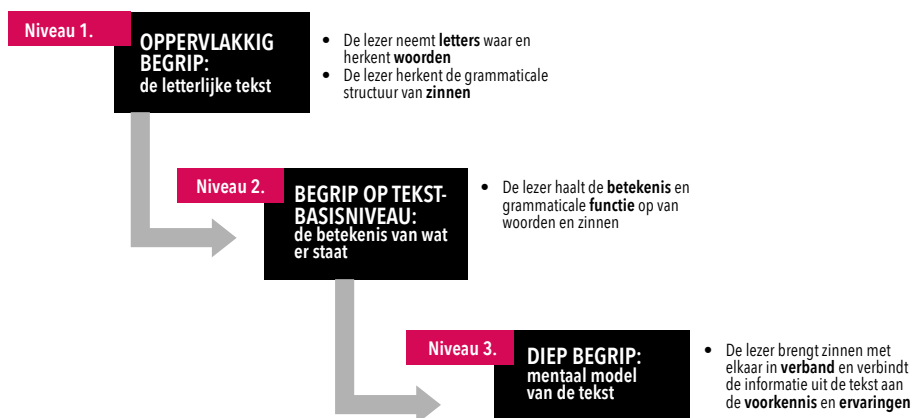 Niveau 1.
OPPERVLAKKIG
BEGRIP:
de letterlijke tekst
• De lezer neemt letters waar en
herkent woorden
• De lezer herkent de grammaticale
structuur van zinnen
Niveau 2.
BEGRIP OP TEKST-
BASISNIVEAU:
de betekenis van wat
er staat
• De lezer haalt de betekenis en
grammaticale functie op van
woorden en zinnen
Niveau 3.
DIEP BEGRIP:
mentaal model
van de tekst
• De lezer brengt zinnen met
elkaar in verband en verbindt
de informatie uit de tekst aan
de voorkennis en ervaringen